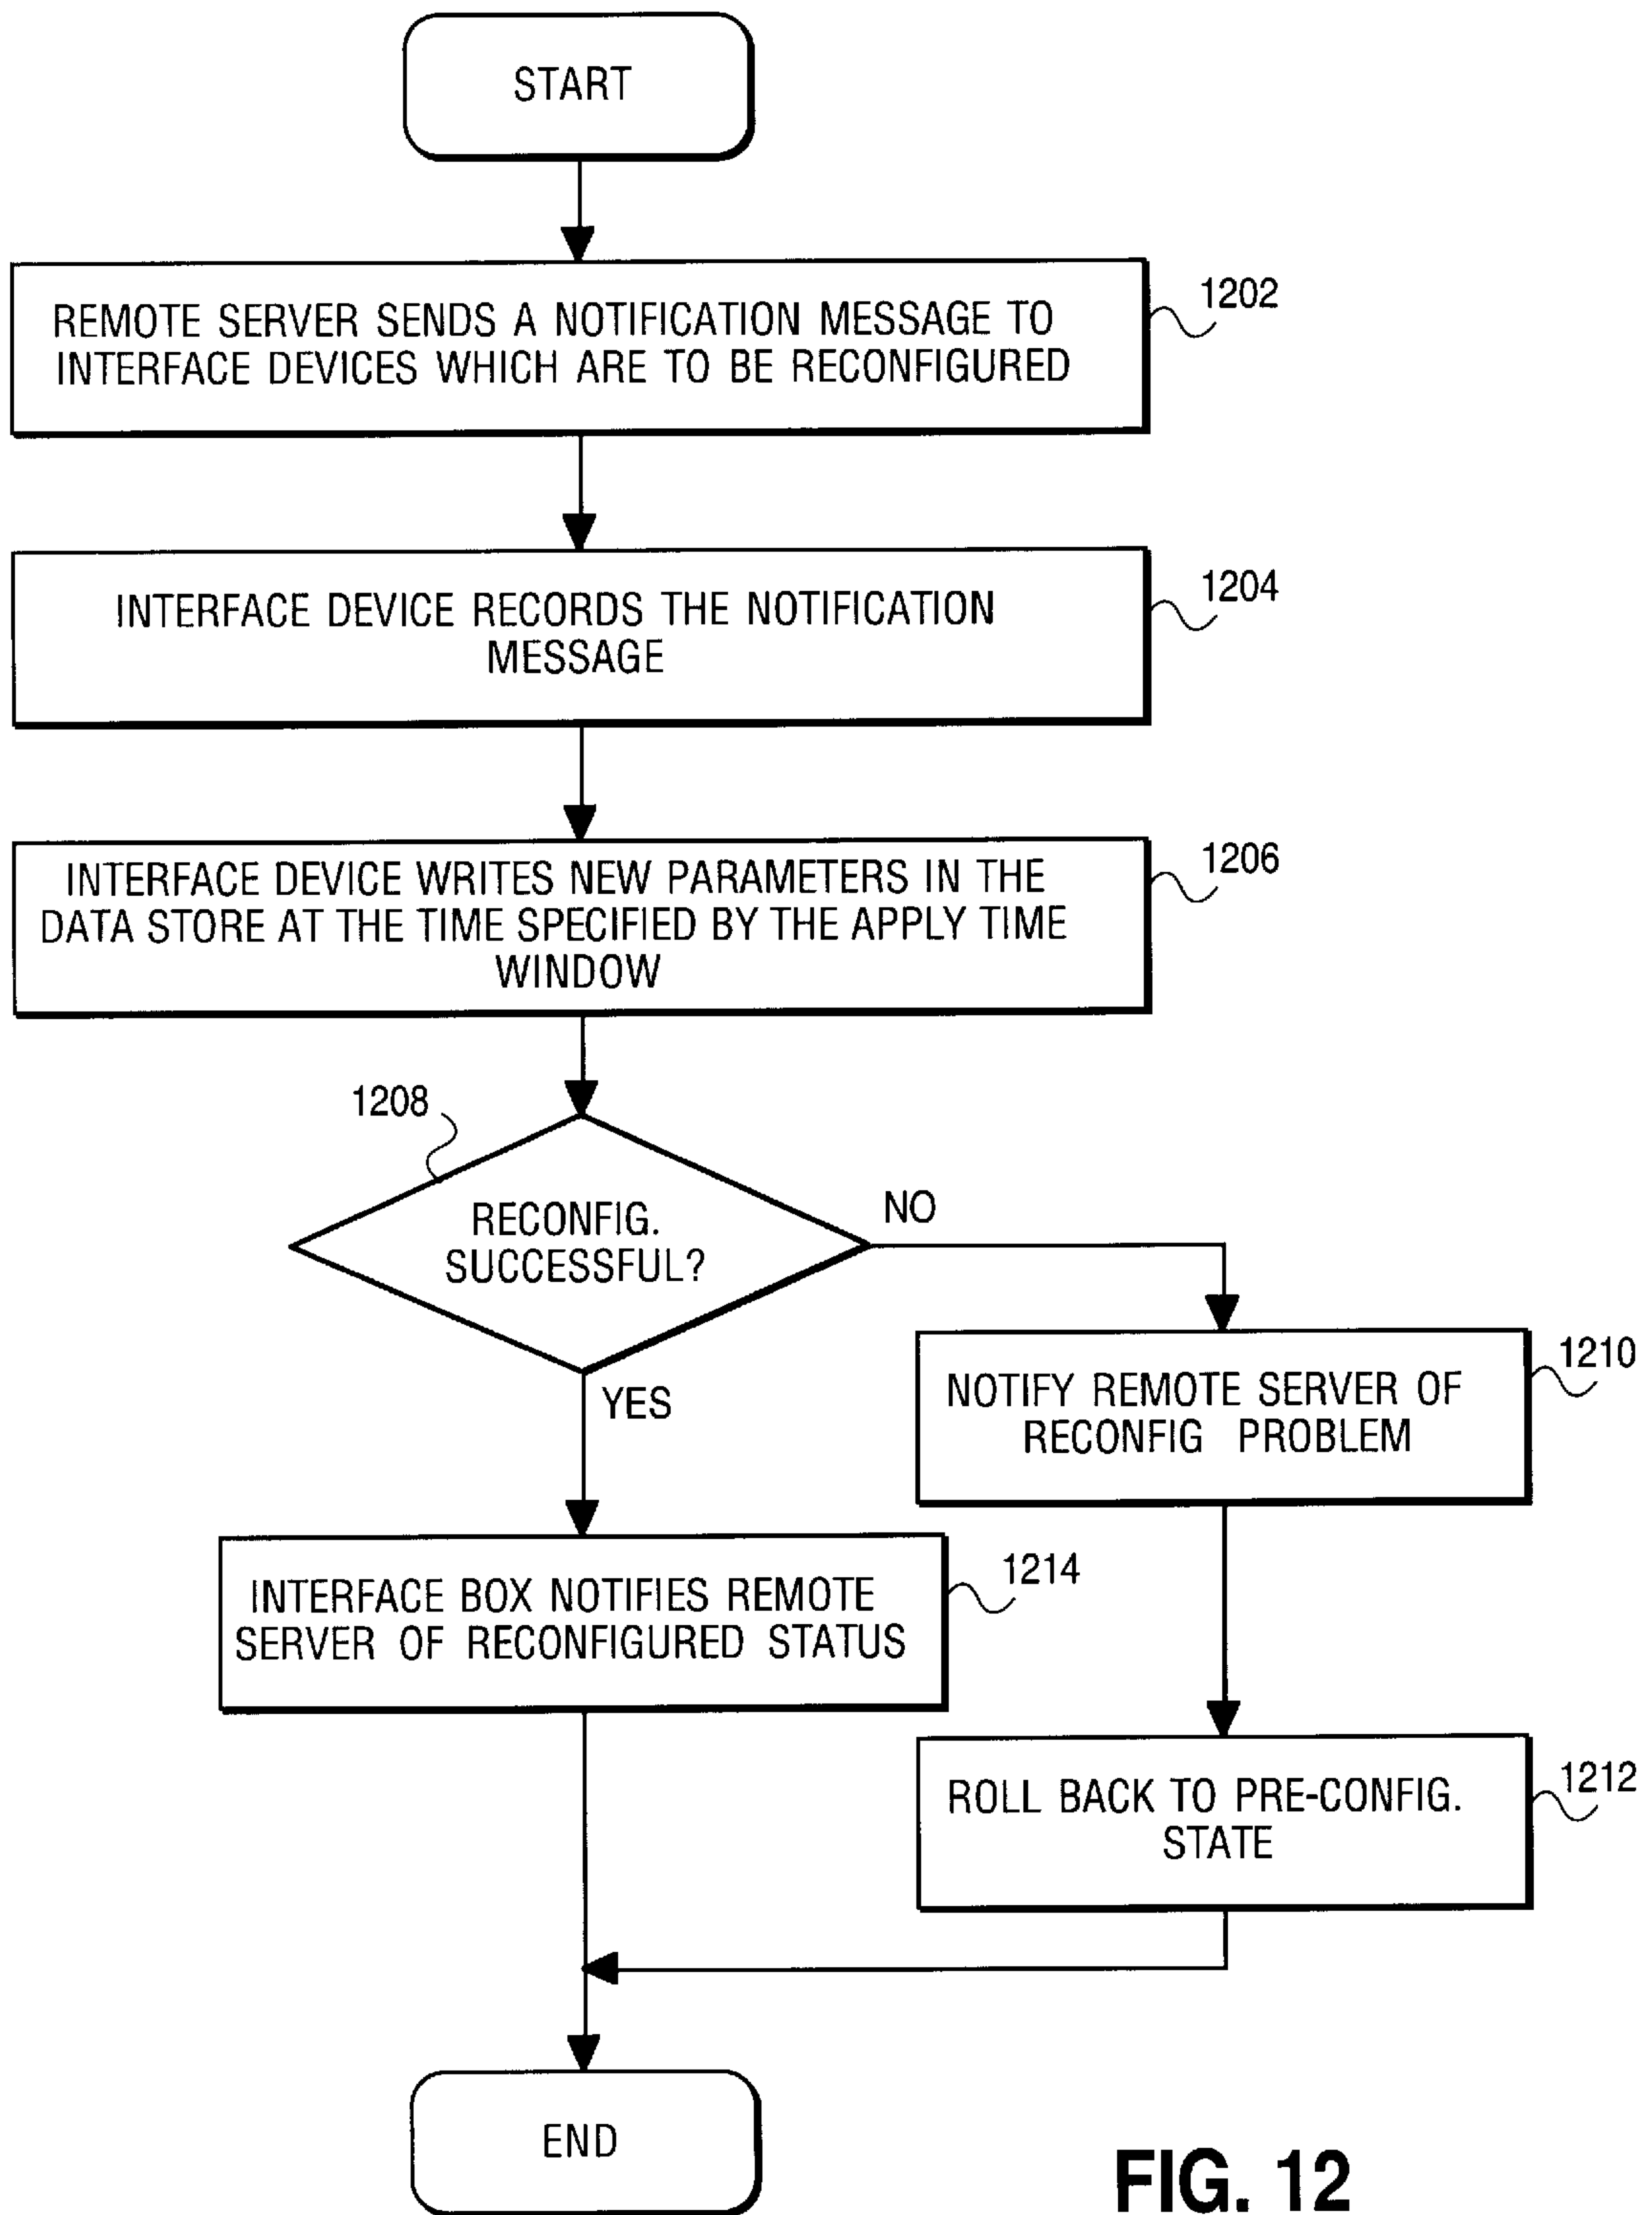 START
REMOTE SERVER SENDS A NOTIFICATION MESSAGE TO
INTERFACE DEVICES WHICH ARE TO BE RECONFIGURED
1202
INTERFACE DEVICE RECORDS THE NOTIFICATION
MESSAGE
1204
INTERFACE DEVICE WRITES NEW PARAMETERS IN THE
DATA STORE AT THE TIME SPECIFIED BY THE APPLY TIME
WINDOW
1206
1208
RECONFIG.
SUCCESSFUL?
NO
YES
NOTIFY REMOTE SERVER OF
RECONFIG PROBLEM
1210
INTERFACE BOX NOTIFIES REMOTE
SERVER OF RECONFIGURED STATUS
1214
ROLL BACK TO PRE-CONFIG.
STATE
1212
END
FIG. 12